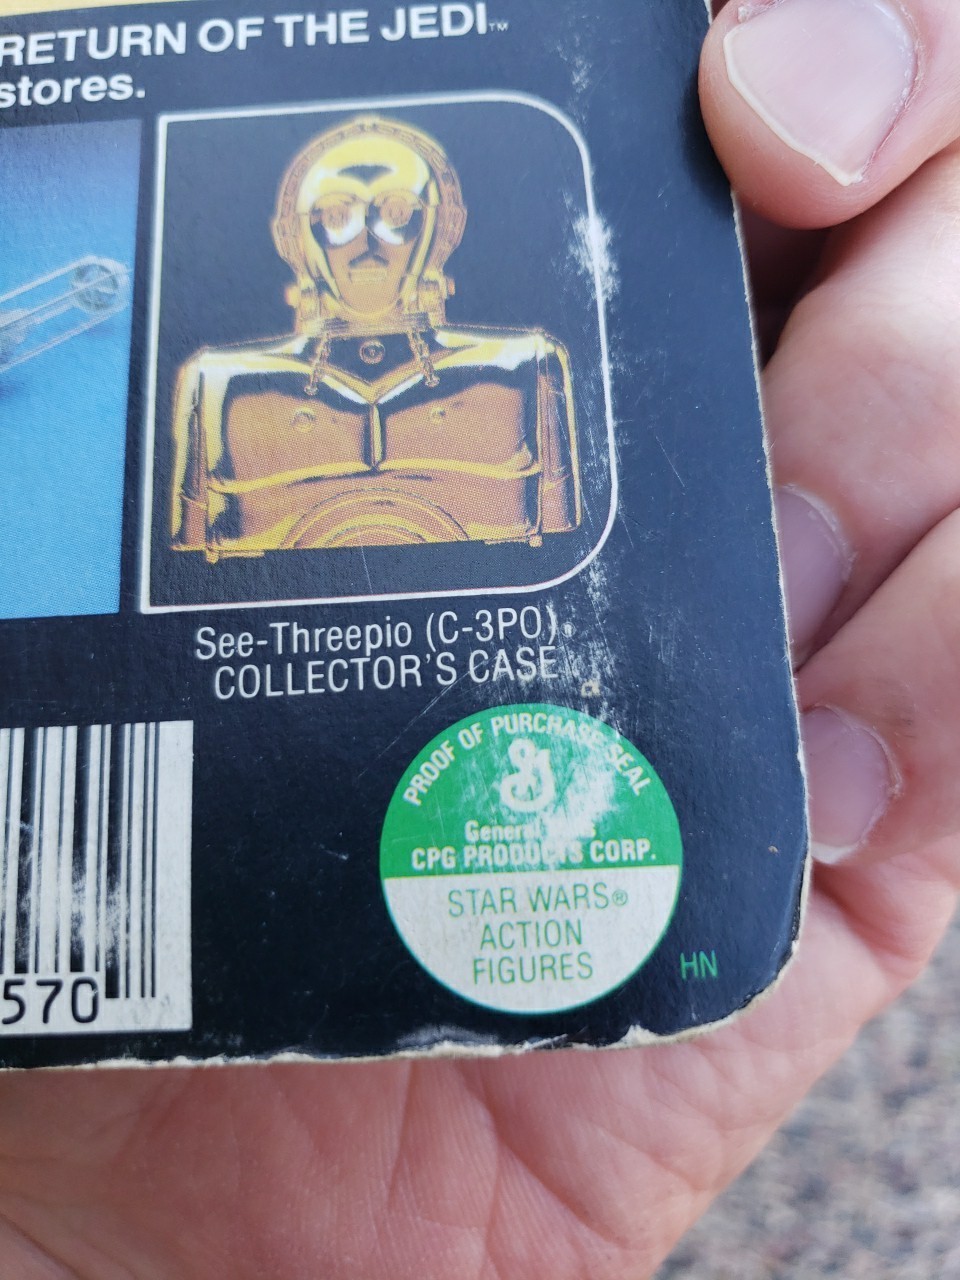 RETURN OF THE JEDI™
stores.
See-Threepio (C-3PO)
COLLECTOR'S CASE
PROOF OF PURCHASE SEAL
General
CPG PRODUCTS CORP.
STAR WARS®
ACTION
FIGURES
HN
570